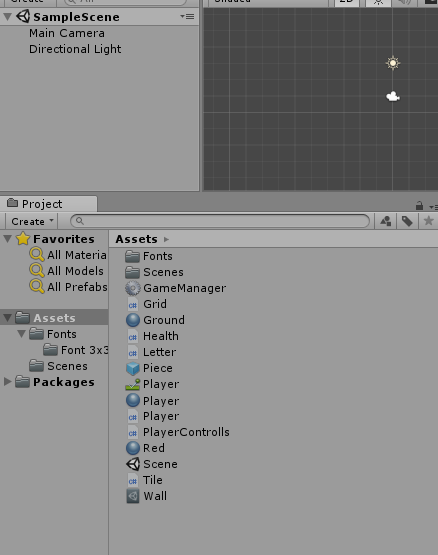 Create
All
Shaded
2D
SampleScene
Main Camera
Directional Light
Project
Create
Favorites
All Materia
All Models
All Prefabs
Assets
Fonts
Font 3x3
Scenes
Packages
Assets
Fonts
Scenes
GameManager
Grid
Ground
Health
Letter
Piece
Player
Player
Player
PlayerControlls
Red
Scene
Tile
Wall